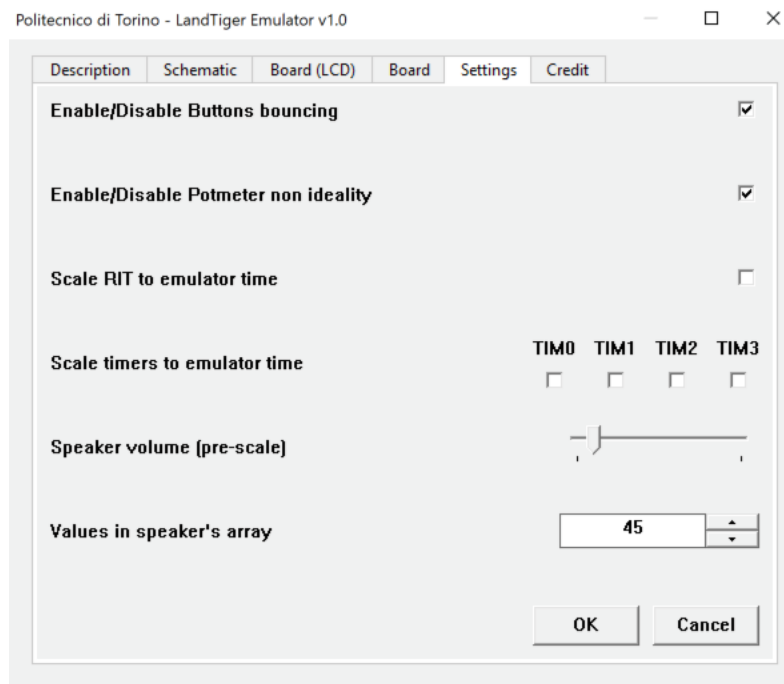 Politecnico di Torino - LandTiger Emulator v1.0
Description Schematic Board (LCD) Board Settings Credit
Enable/Disable Buttons bouncing
Enable/Disable Potmeter non ideality
Scale RIT to emulator time
TIM0 TIM1 TIM2 TIM3
Scale timers to emulator time
Speaker volume (pre-scale)
Values in speaker's array 45
OK Cancel